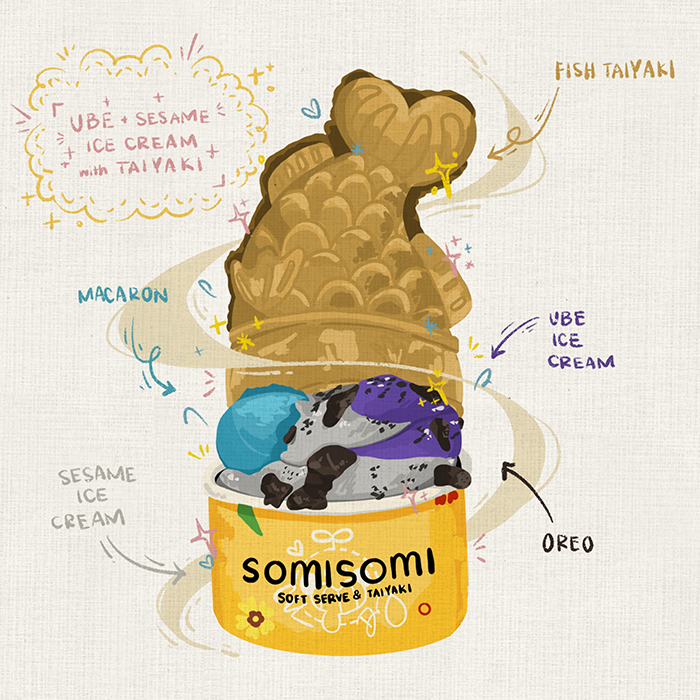 UBE + SESAME
ICE CREAM
with TAIYAKI
FISH TAIYAKI
MACARON
UBE
ICE
CREAM
SESAME
ICE
CREAM
OREO
SOMISOMI
SOFT SERVE & TAIYAKI